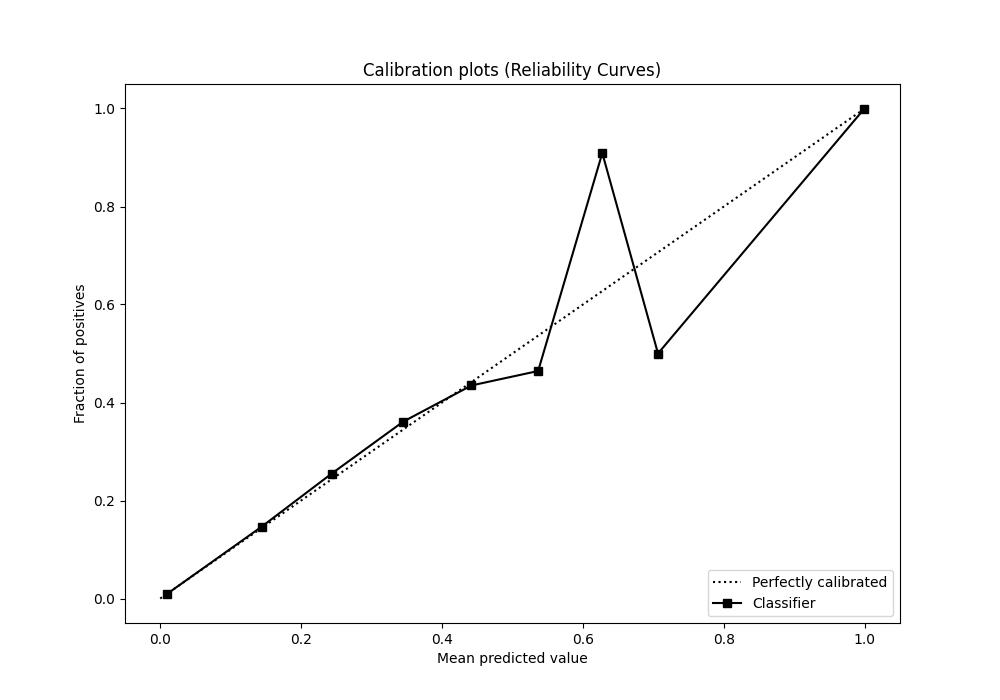 Calibration plots (Reliability Curves)
1.0
0.8
0.6
0.4
0.2
0.0
Fraction of positives
0.0 0.2 0.4 0.6 0.8 1.0
Mean predicted value
Perfectly calibrated
Classifier